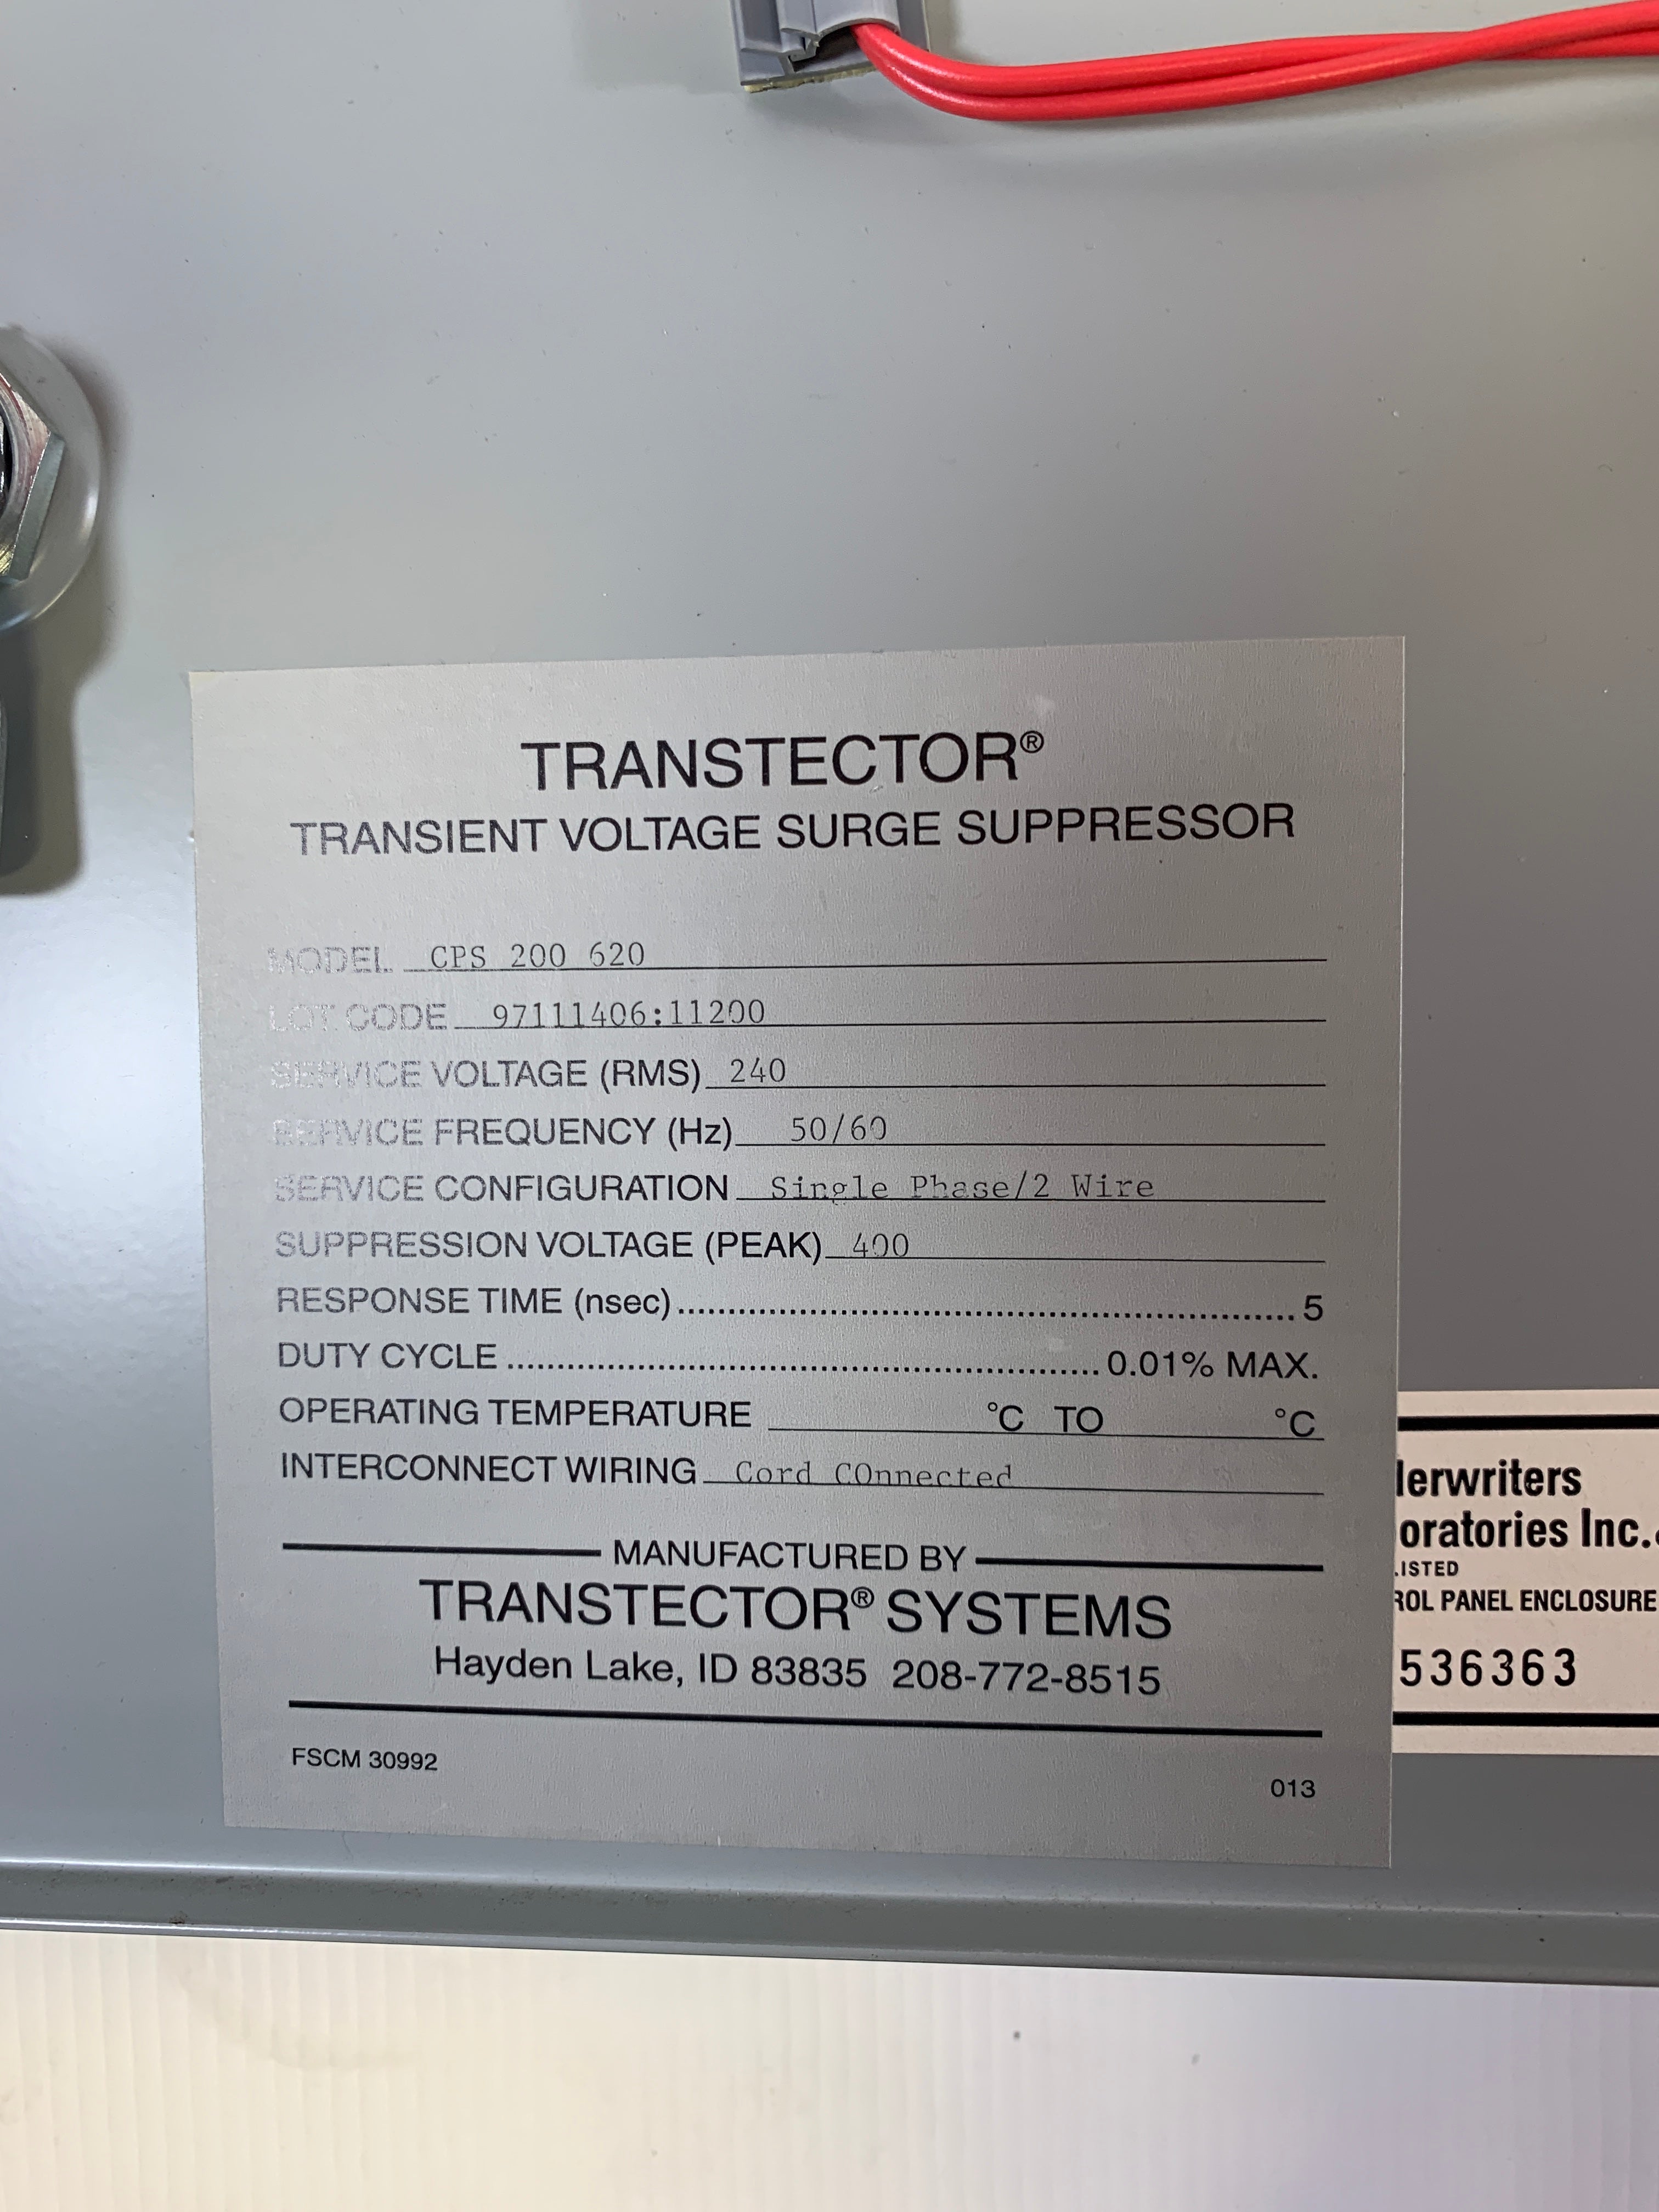 TRANSTECTOR®
TRANSIENT VOLTAGE SURGE SUPPRESSOR
MODEL CPS 200 620
LOT CODE 97111406:11200
SERVICE VOLTAGE (RMS) 240
SERVICE FREQUENCY (Hz) 50/60
SERVICE CONFIGURATION Single Phase/2 Wire
SUPPRESSION VOLTAGE (PEAK) 400
RESPONSE TIME (nsec) 5
DUTY CYCLE 0.01% MAX.
OPERATING TEMPERATURE °C TO °C
INTERCONNECT WIRING Cord COnnected
MANUFACTURED BY
TRANSTECTOR® SYSTEMS
Hayden Lake, ID 83835 208-772-8515
FSCM 30992
013
lerwriters
oratories Inc.
LISTED
ROL PANEL ENCLOSURE
536363